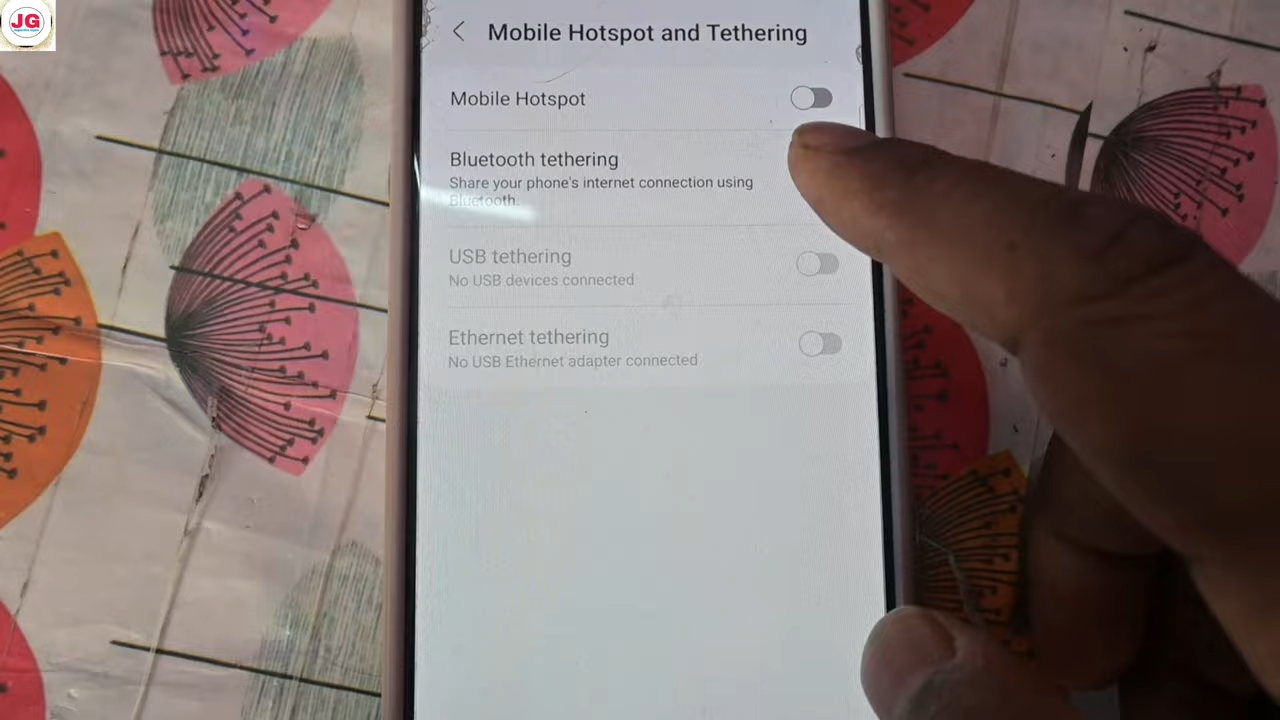 JG
Mobile Hotspot and Tethering
Mobile Hotspot
Bluetooth tethering
Share your phone's internet connection using
Bluetooth.
USB tethering
No USB devices connected
Ethernet tethering
No USB Ethernet adapter connected